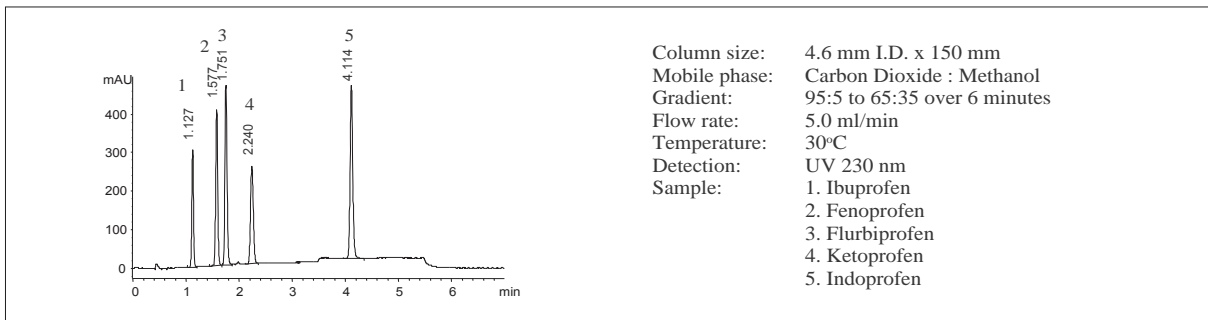 3
2
5
1
4
mAU
1.127
1.577
1.751
2.240
4.114
400
300
200
100
0
0 1 2 3 4 5 6 min
Column size: 4.6 mm I.D. x 150 mm
Mobile phase: Carbon Dioxide : Methanol
Gradient: 95:5 to 65:35 over 6 minutes
Flow rate: 5.0 ml/min
Temperature: 30°C
Detection: UV 230 nm
Sample: 1. Ibuprofen
2. Fenoprofen
3. Flurbiprofen
4. Ketoprofen
5. Indoprofen